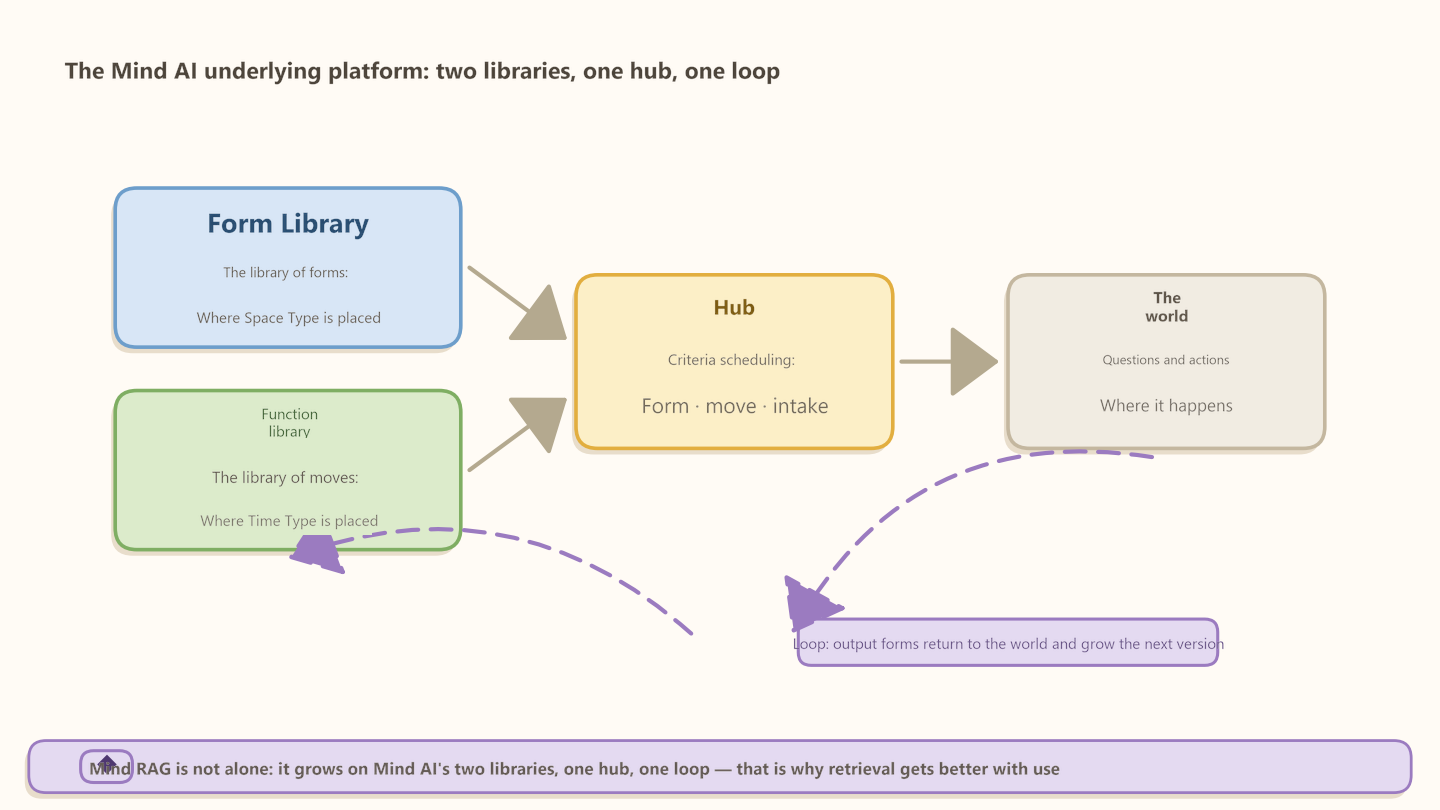 The Mind AI underlying platform: two libraries, one hub, one loop
Form Library
The library of forms:
Where Space Type is placed
Function
library
The library of moves:
Where Time Type is placed
Hub
Criteria scheduling:
Form · move · intake
The
world
Questions and actions
Where it happens
Loop: output forms return to the world and grow the next version
Mind RAG is not alone: it grows on Mind AI's two libraries, one hub, one loop — that is why retrieval gets better with use